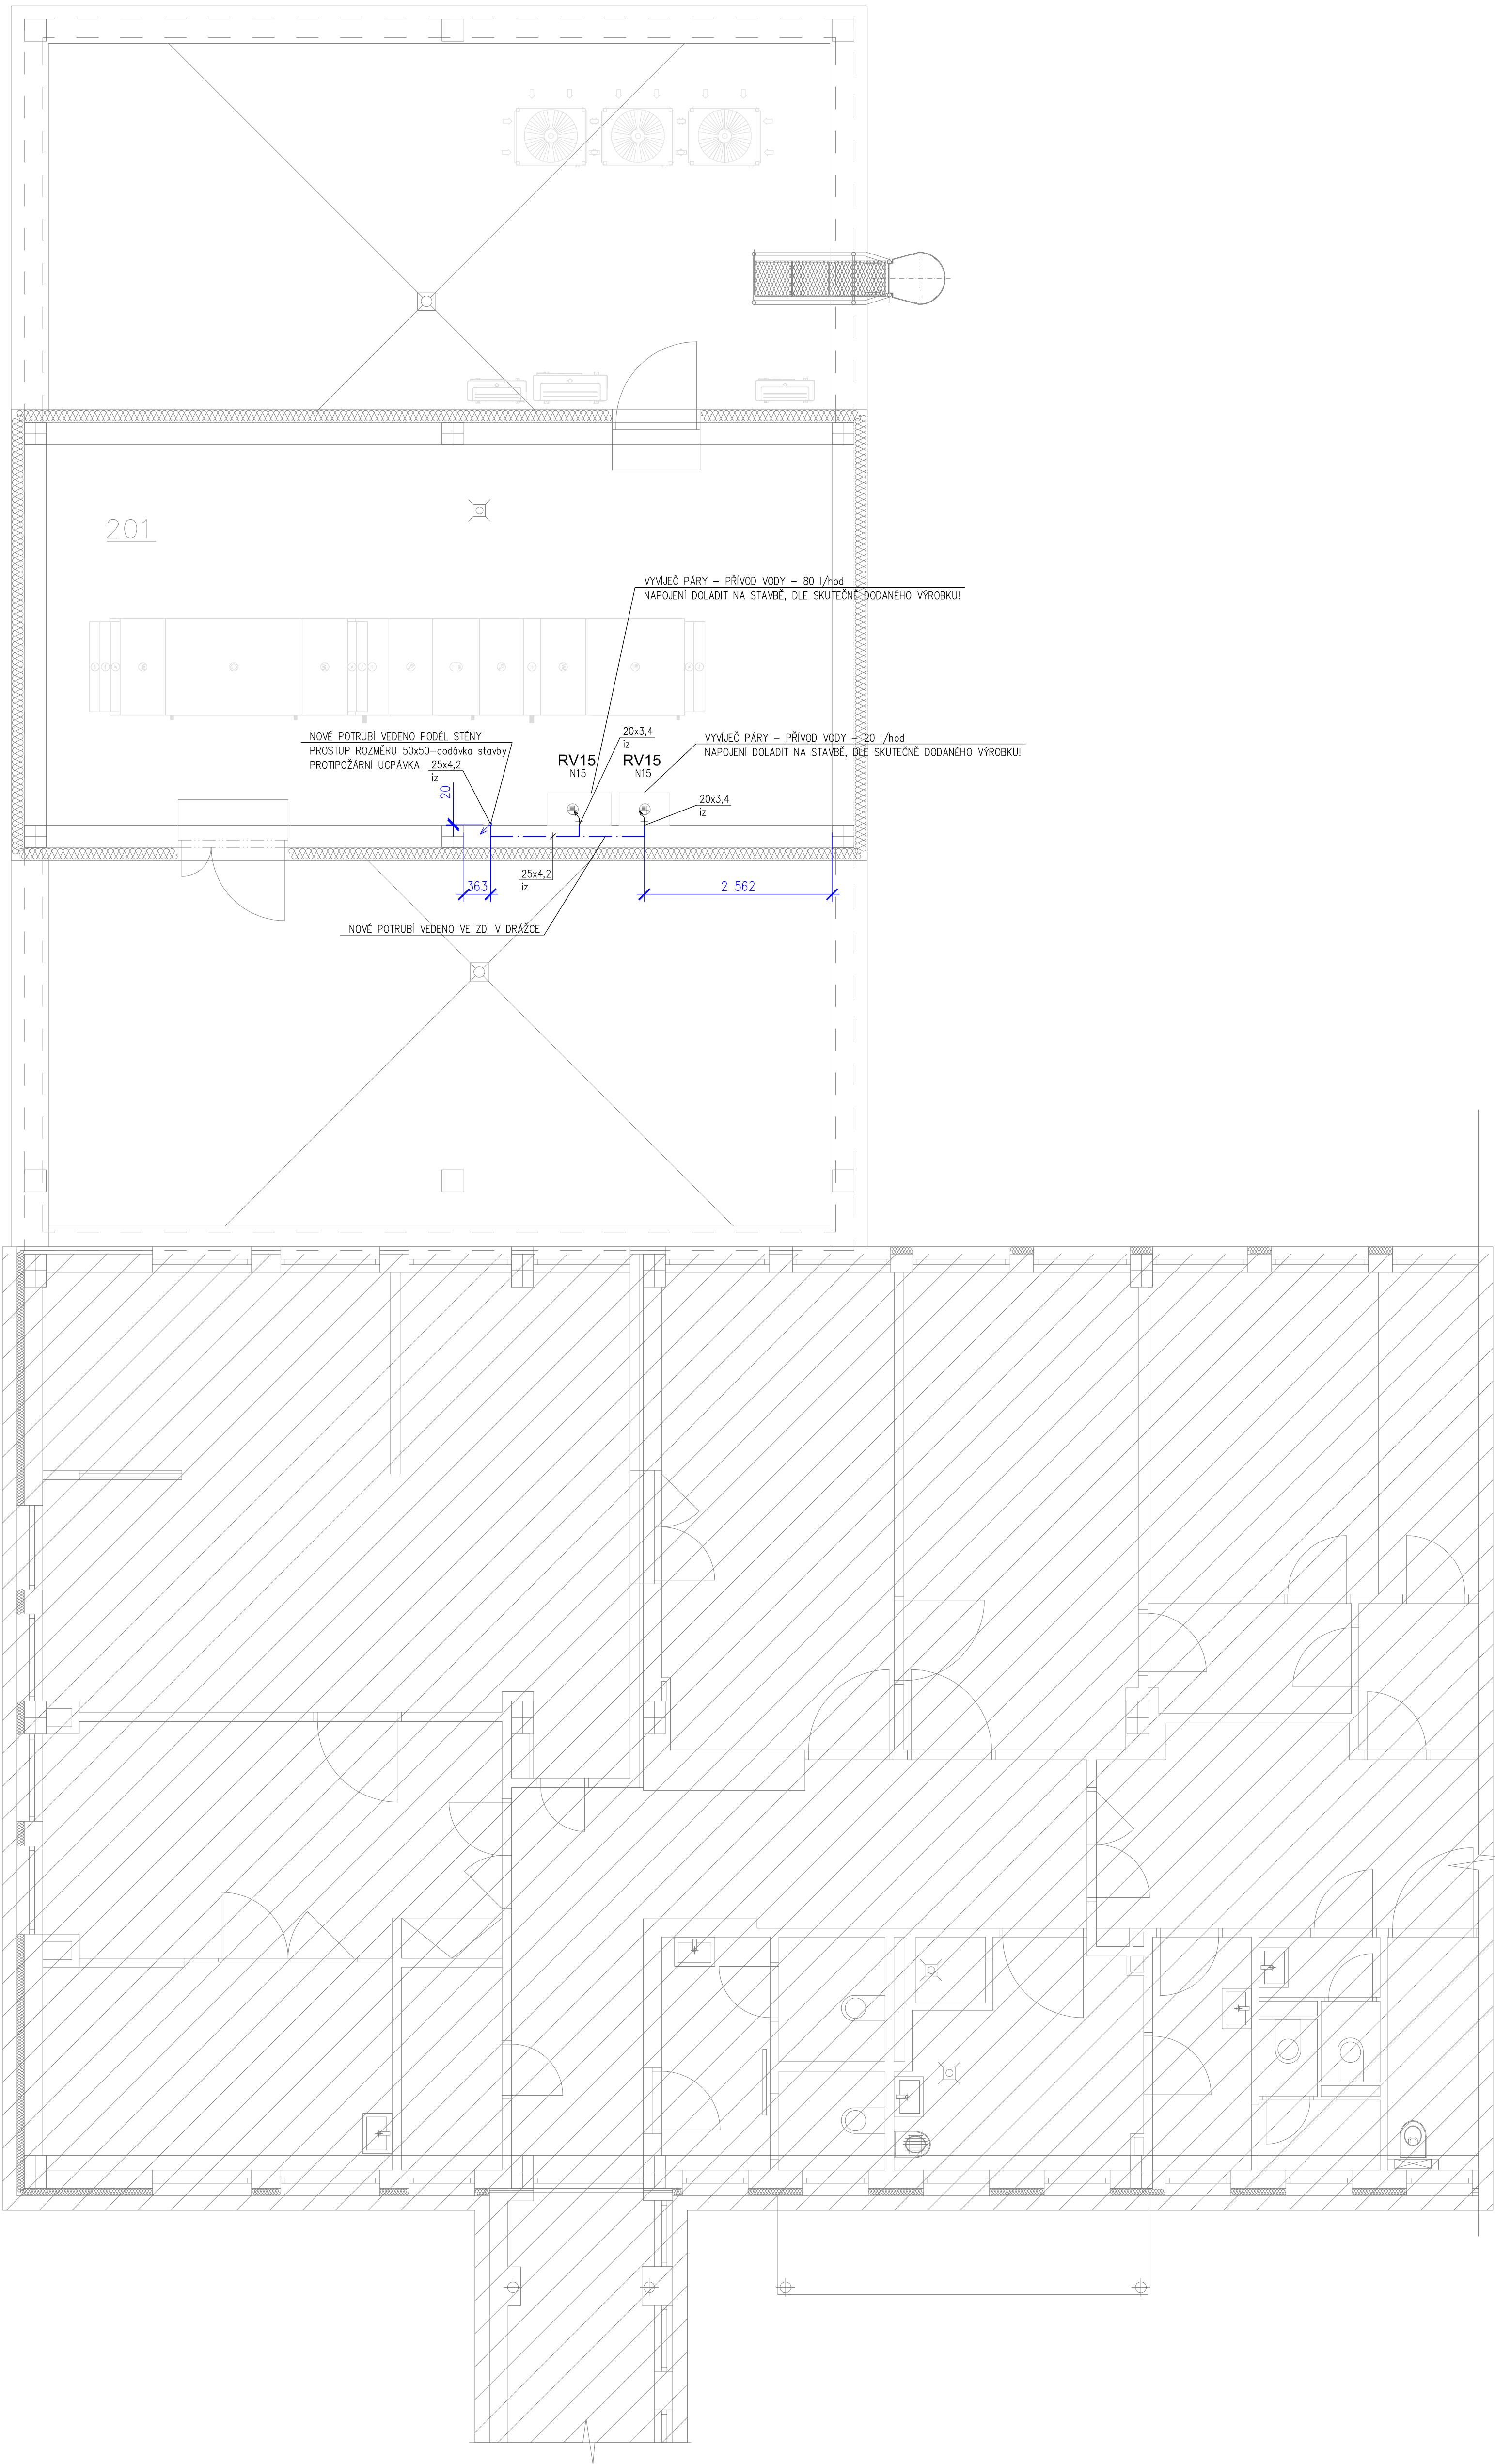 201
VYVÍJEČ PÁRY – PŘÍVOD VODY – 80 l/hod
NAPOJENÍ DOLADIT NA STAVBĚ, DLE SKUTEČNĚ DODANÉHO VÝROBKU!
NOVÉ POTRUBÍ VEDENO PODÉL STĚNY
PROSTUP ROZMĚRU 50x50–dodávka stavby
PROTIPOŽÁRNÍ UCPÁVKA
25x4,2
iz
20
20x3,4
iz
RV15
N15
RV15
N15
VYVÍJEČ PÁRY – PŘÍVOD VODY – 20 l/hod
NAPOJENÍ DOLADIT NA STAVBĚ, DLE SKUTEČNĚ DODANÉHO VÝROBKU!
20x3,4
iz
25x4,2
iz
363
2 562
NOVÉ POTRUBÍ VEDENO VE ZDI V DRÁŽCE